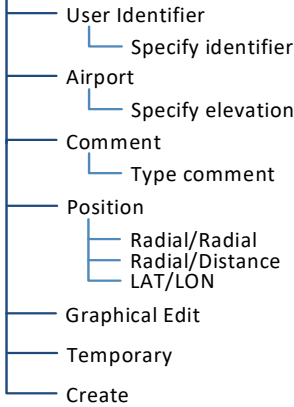 User Identifier
Specify identifier
Airport
Specify elevation
Comment
Type comment
Position
Radial/Radial
Radial/Distance
LAT/LON
Graphical Edit
Temporary
Create